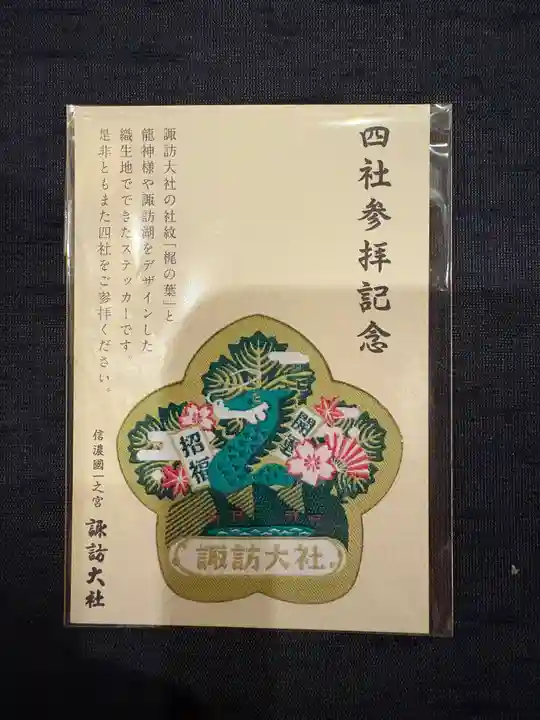 四社参拝記念
諏訪大社の社紋「梶の葉」と
龍神様や諏訪湖をデザインした
織生地でできたステッカーです。
是非ともまた四社をご参拝ください。
信濃國一之宮 諏訪大社
招福
開運
諏訪大社